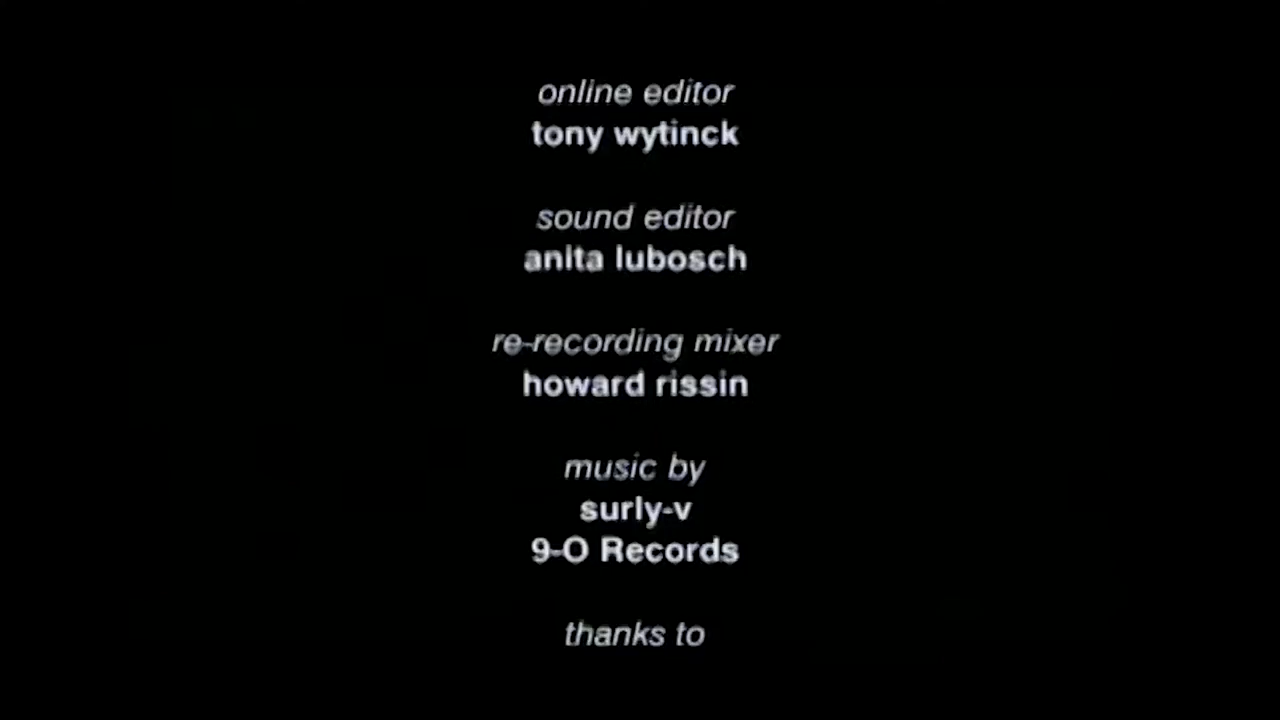 online editor
tony wytinck
sound editor
anita lubosch
re-recording mixer
howard rissin
music by
surly-v
9-O Records
thanks to